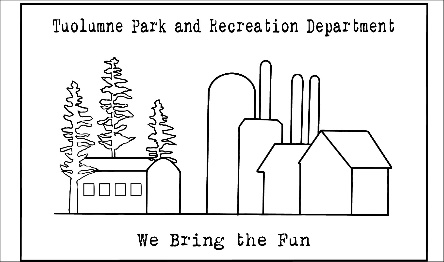 Tuolumne Park and Recreation Department
We Bring the Fun